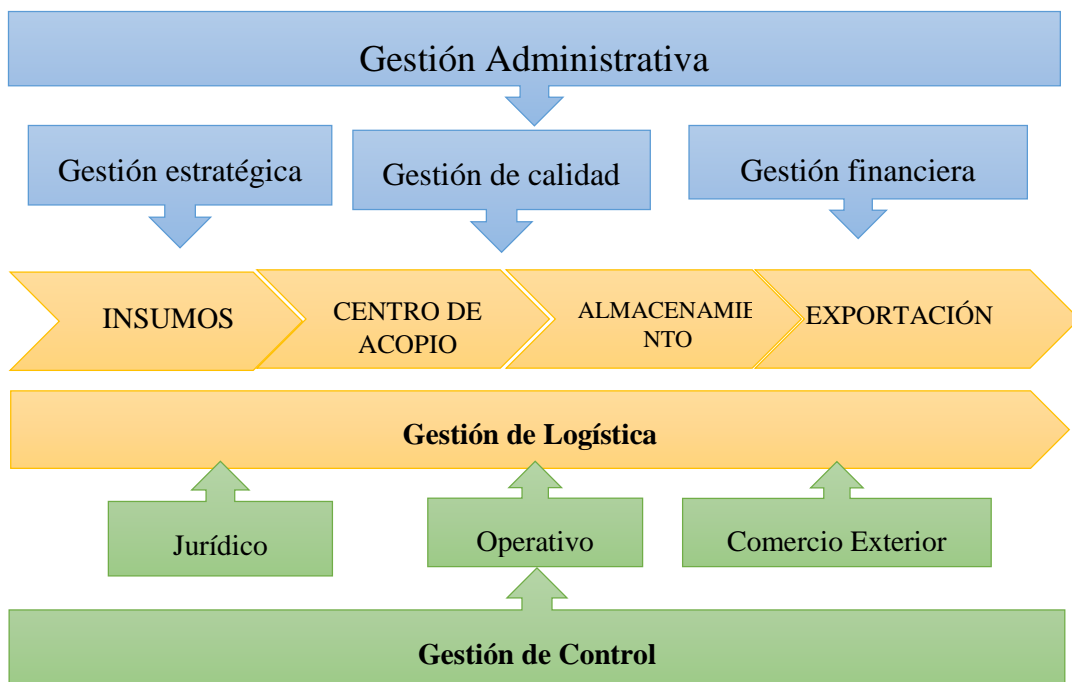 Gestión Administrativa
Gestión estratégica
Gestión de calidad
Gestión financiera
INSUMOS
CENTRO DE
ACOPIO
ALMACENAMIE
NTO
EXPORTACIÓN
Gestión de Logística
Jurídico
Operativo
Comercio Exterior
Gestión de Control